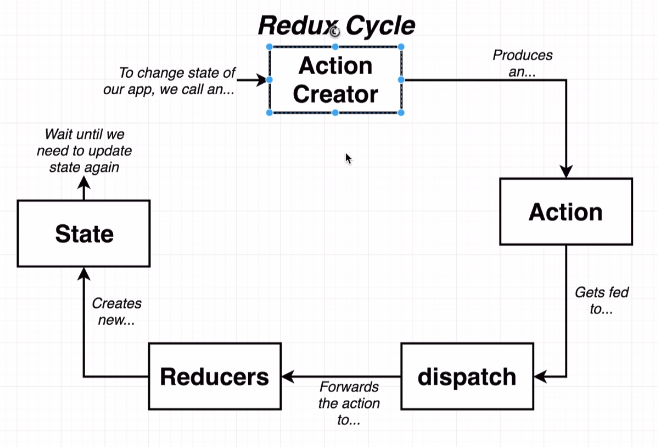 Redux Cycle
To change state of
our app, we call an...
Action
Creator
Produces
an...
Action
Gets fed
to...
dispatch
Forwards
the action
to...
Reducers
Creates
new...
State
Wait until we
need to update
state again